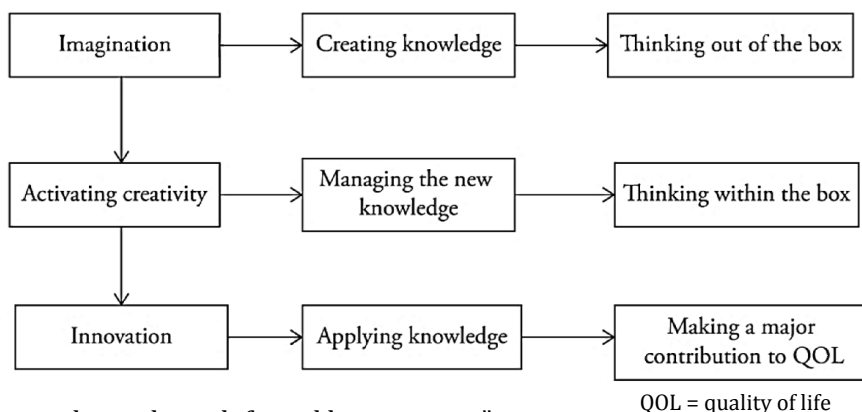 Imagination
Creating knowledge
Thinking out of the box
Activating creativity
Managing the new
knowledge
Thinking within the box
Innovation
Applying knowledge
Making a major
contribution to QOL
QOL = quality of life